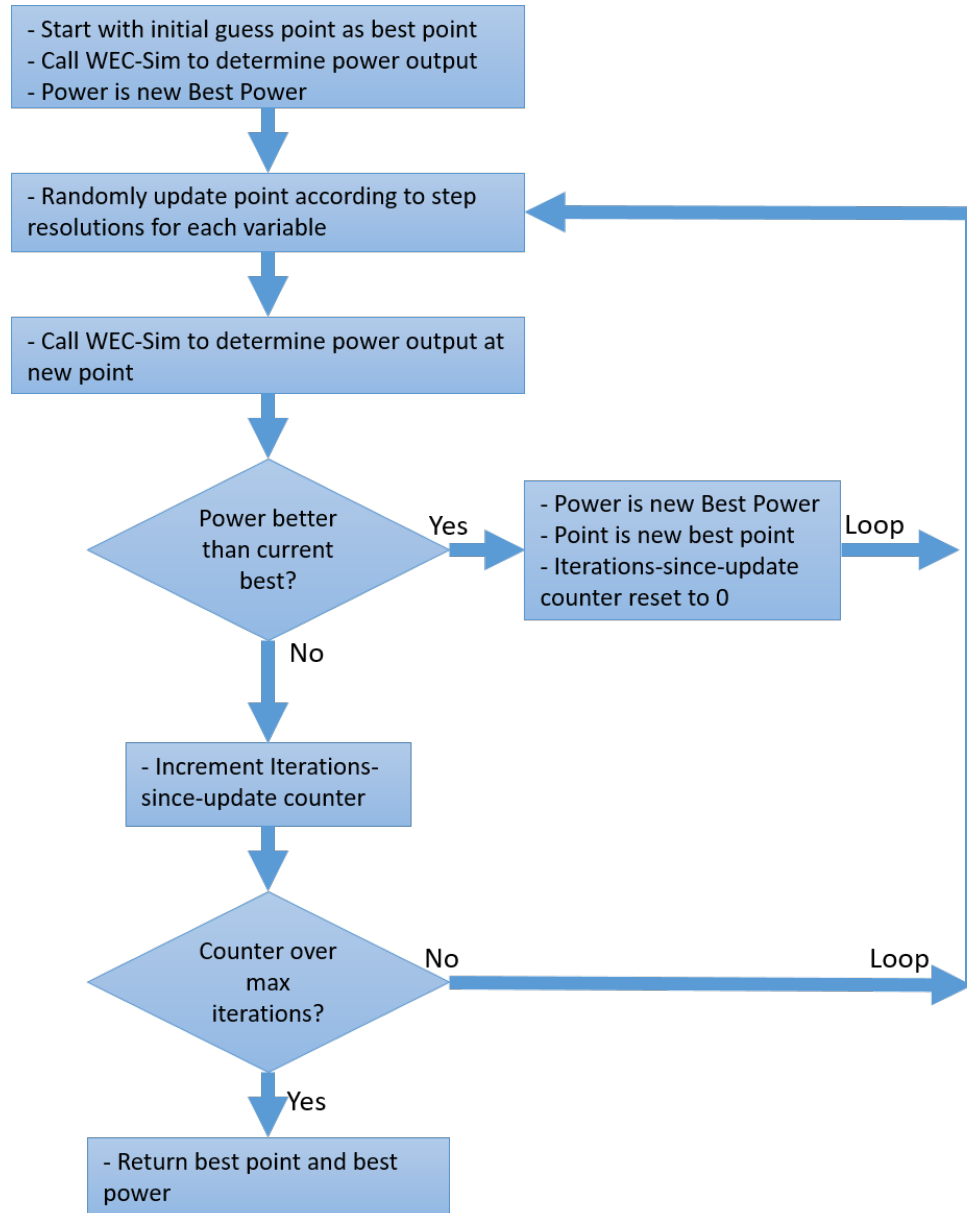 - Start with initial guess point as best point
- Call WEC-Sim to determine power output
- Power is new Best Power
- Randomly update point according to step
resolutions for each variable
- Call WEC-Sim to determine power output at
new point
Power better
than current
best?
Yes
- Power is new Best Power
- Point is new best point
- Iterations-since-update
counter reset to 0
Loop
No
- Increment Iterations-
since-update counter
Counter over
max
iterations?
No
Loop
Yes
- Return best point and best
power